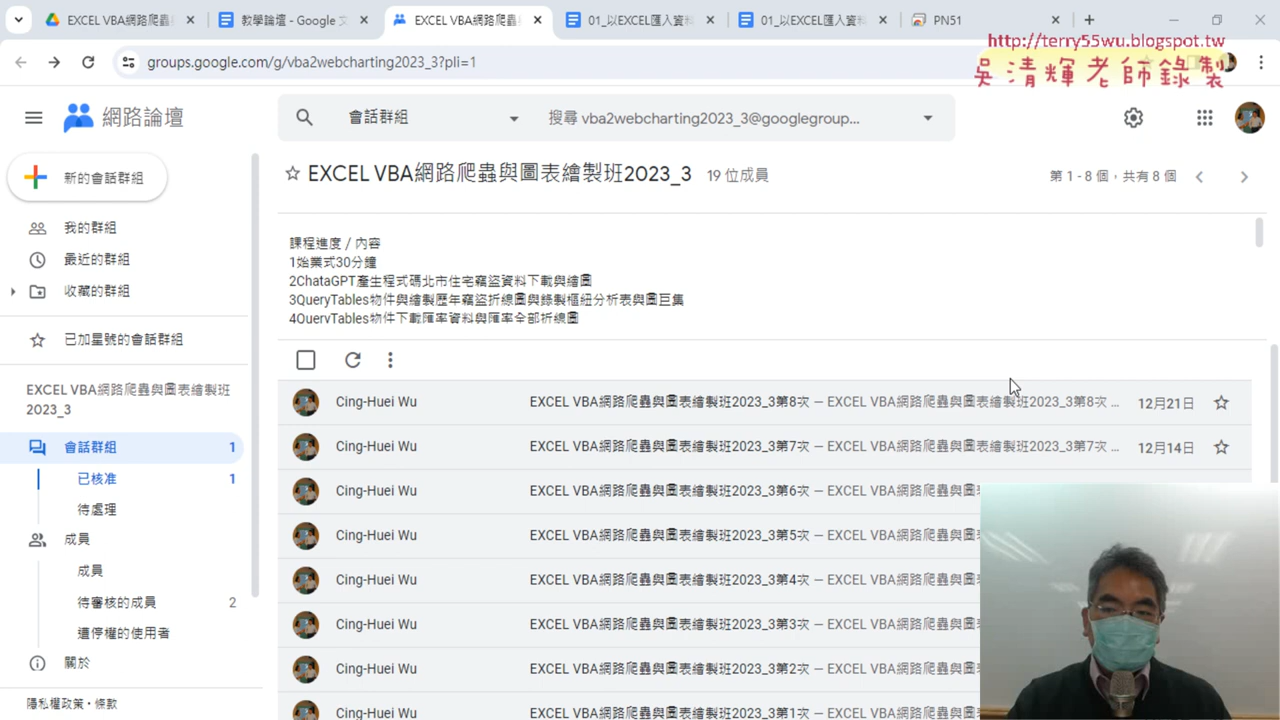 教學論壇 - Google 文
EXCEL VBA網路爬蟲
01_以EXCEL匯入資料
01_以EXCEL匯入資料
PN51
http://terry55wu.blogspot.tw
groups.google.com/g/vba2webcharting2023_3?pli=1
吳清輝老師錄製
網路論壇
會話群組
搜尋 vba2webcharting2023_3@googlegroup...
新的會話群組
EXCEL VBA網路爬蟲與圖表繪製班2023_3
19 位成員
第 1 - 8 個，共有 8 個
我的群組
最近的群組
收藏的群組
課程進度 / 內容
1始業式30分鐘
2ChataGPT產生程式碼北市住宅竊盜資料下載與繪圖
3QueryTables物件與繪製歷年竊盜折線圖與錄製樞紐分析表與圖巨集
4QueryTables物件下載匯率資料與匯率全部折線圖
已加星號的會話群組
EXCEL VBA網路爬蟲與圖表繪製班
2023_3
會話群組 1
已核准 1
待處理
成員
成員
待審核的成員 2
遭停權的使用者
關於
隱私權政策 • 條款
Cing-Huei Wu EXCEL VBA網路爬蟲與圖表繪製班2023_3第8次 – EXCEL VBA網路爬蟲與圖表繪製班2023_3第8次 ... 12月21日
Cing-Huei Wu EXCEL VBA網路爬蟲與圖表繪製班2023_3第7次 – EXCEL VBA網路爬蟲與圖表繪製班2023_3第7次 ... 12月14日
Cing-Huei Wu EXCEL VBA網路爬蟲與圖表繪製班2023_3第6次 – EXCEL VBA網路爬蟲與圖表
Cing-Huei Wu EXCEL VBA網路爬蟲與圖表繪製班2023_3第5次 – EXCEL VBA網路爬蟲與圖表
Cing-Huei Wu EXCEL VBA網路爬蟲與圖表繪製班2023_3第4次 – EXCEL VBA網路爬蟲與圖表
Cing-Huei Wu EXCEL VBA網路爬蟲與圖表繪製班2023_3第3次 – EXCEL VBA網路爬蟲與圖表
Cing-Huei Wu EXCEL VBA網路爬蟲與圖表繪製班2023_3第2次 – EXCEL VBA網路爬蟲與圖表
Cing-Huei Wu EXCEL VBA網路爬蟲與圖表繪製班2023_3第1次 – EXCEL VBA網路爬蟲與圖表